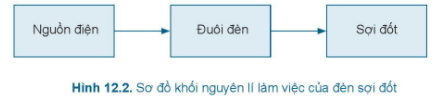 Nguồn điện
Đuôi đèn
Sợi đốt
Hình 12.2. Sơ đồ khối nguyên lí làm việc của đèn sợi đốt